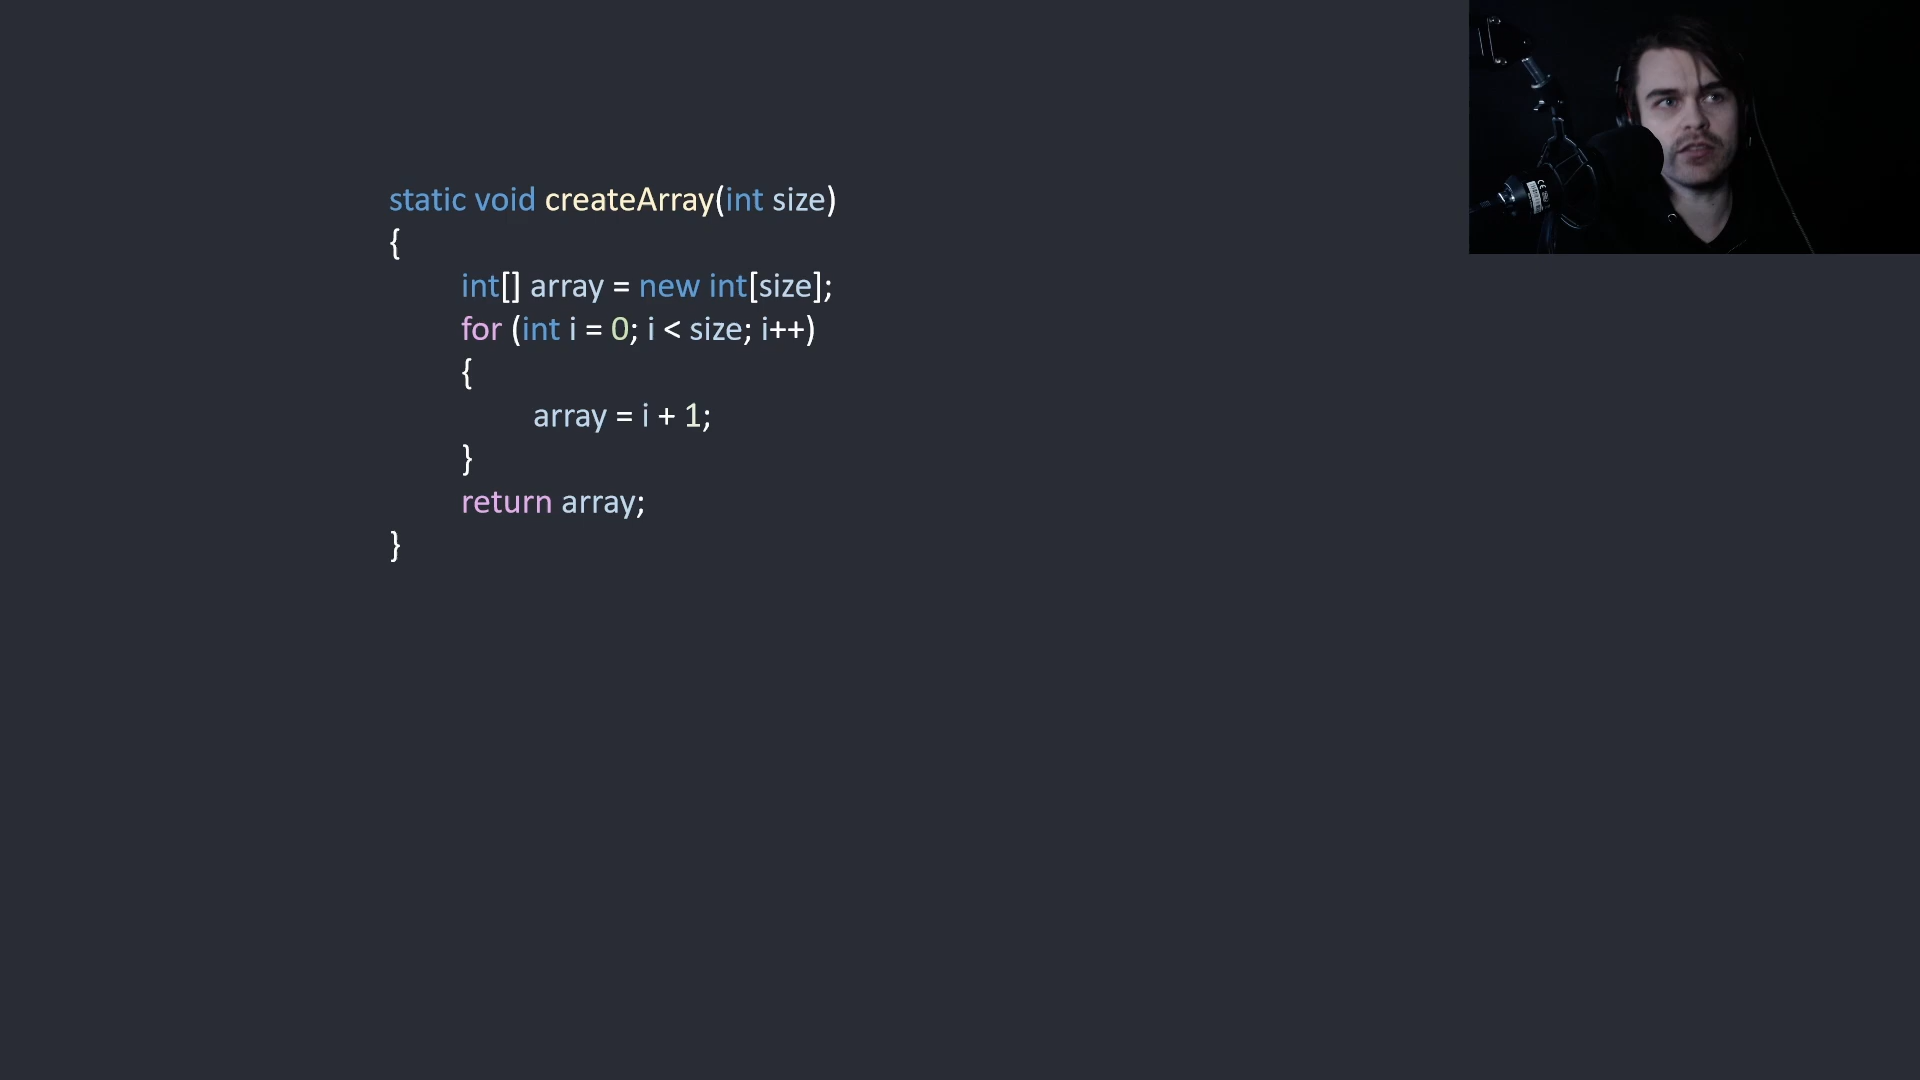 static void createArray(int size)
{
int[] array = new int[size];
for (int i = 0; i < size; i++)
{
array = i + 1;
}
return array;
}